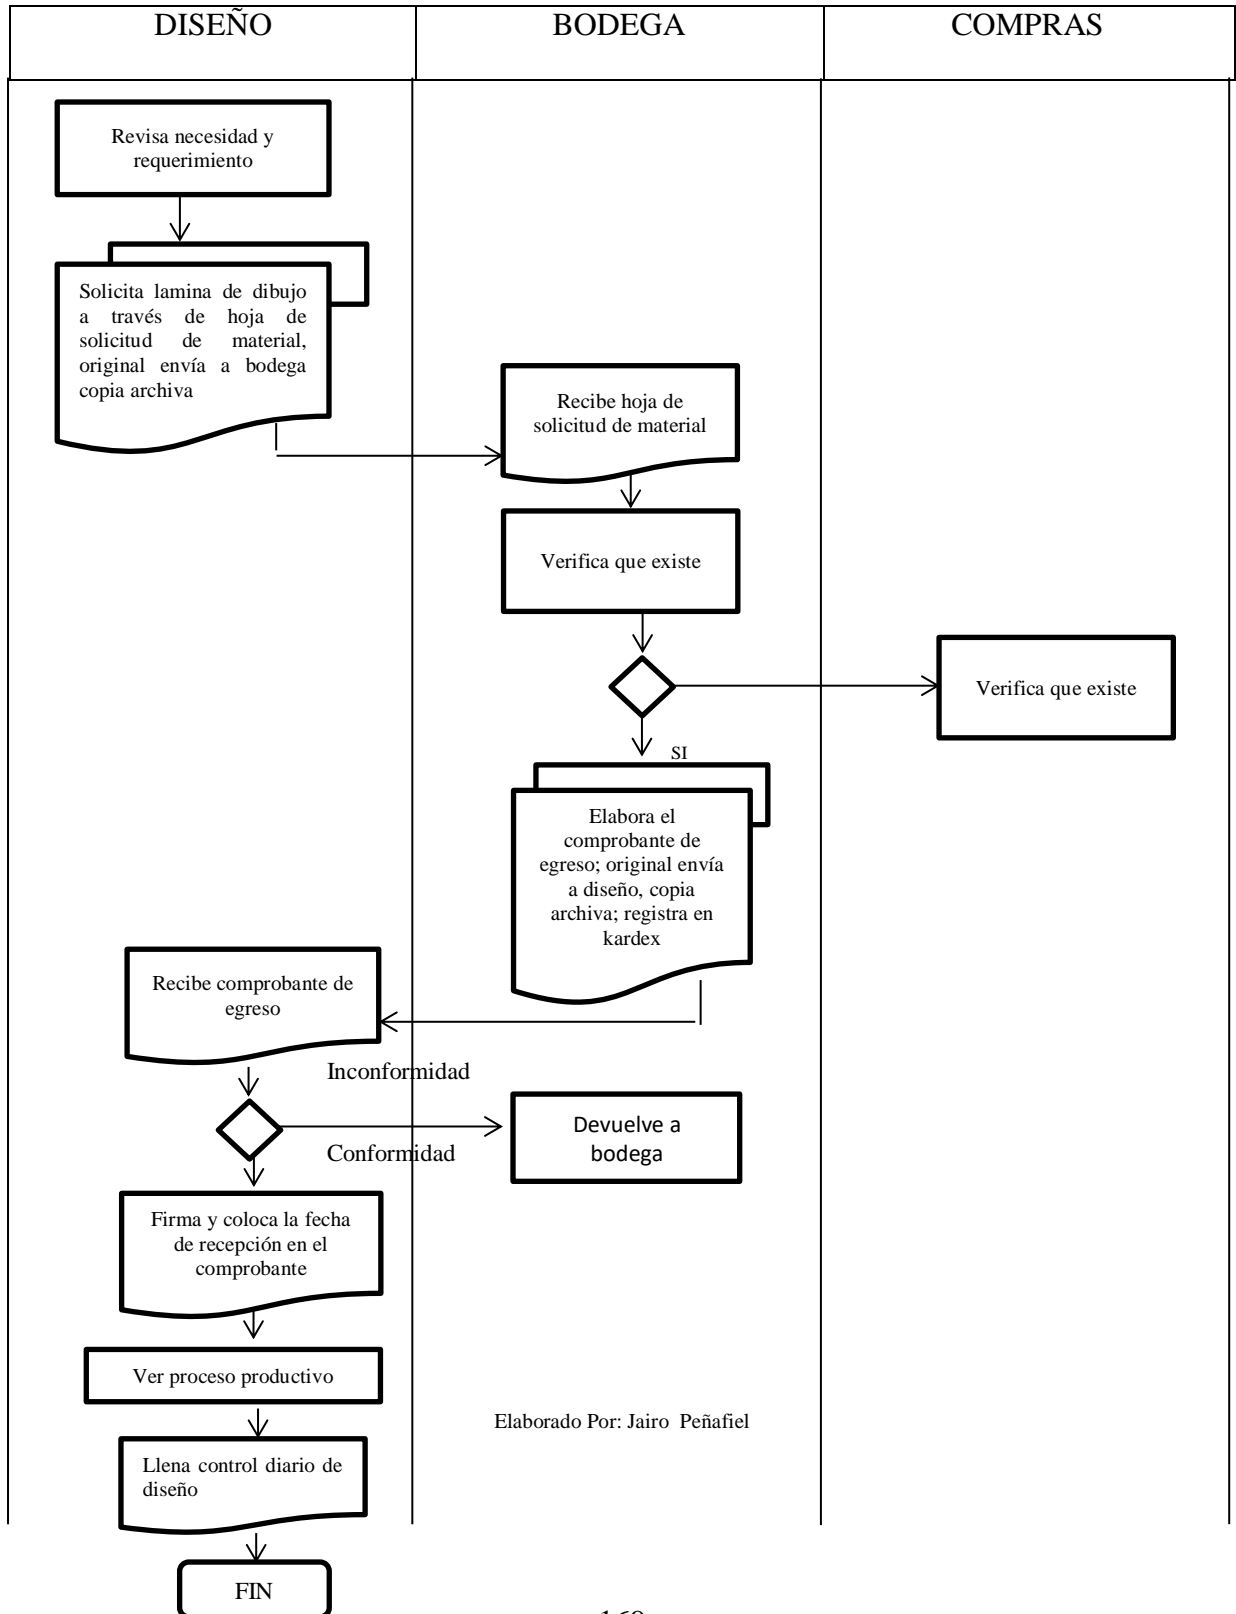 DISEÑO
BODEGA
COMPRAS
Revisa necesidad y
requerimiento
Solicita lamina de dibujo
a través de hoja de
solicitud de material,
original envía a bodega
copia archiva
Recibe hoja de
solicitud de material
Verifica que existe
Verifica que existe
SI
Elabora el
comprobante de
egreso; original envía
a diseño, copia
archiva; registra en
kardex
Recibe comprobante de
egreso
Inconformidad
Devuelve a
bodega
Conformidad
Firma y coloca la fecha
de recepción en el
comprobante
Ver proceso productivo
Elaborado Por: Jairo Peñafiel
Llena control diario de
diseño
FIN